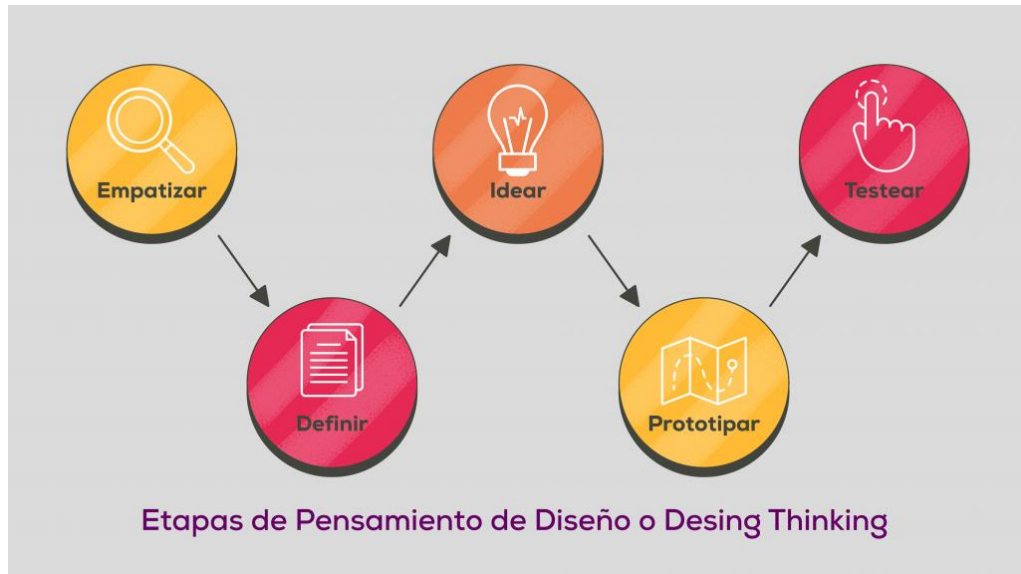 Empatizar
Definir
Idear
Prototipar
Testear
Etapas de Pensamiento de Diseño o Desing Thinking